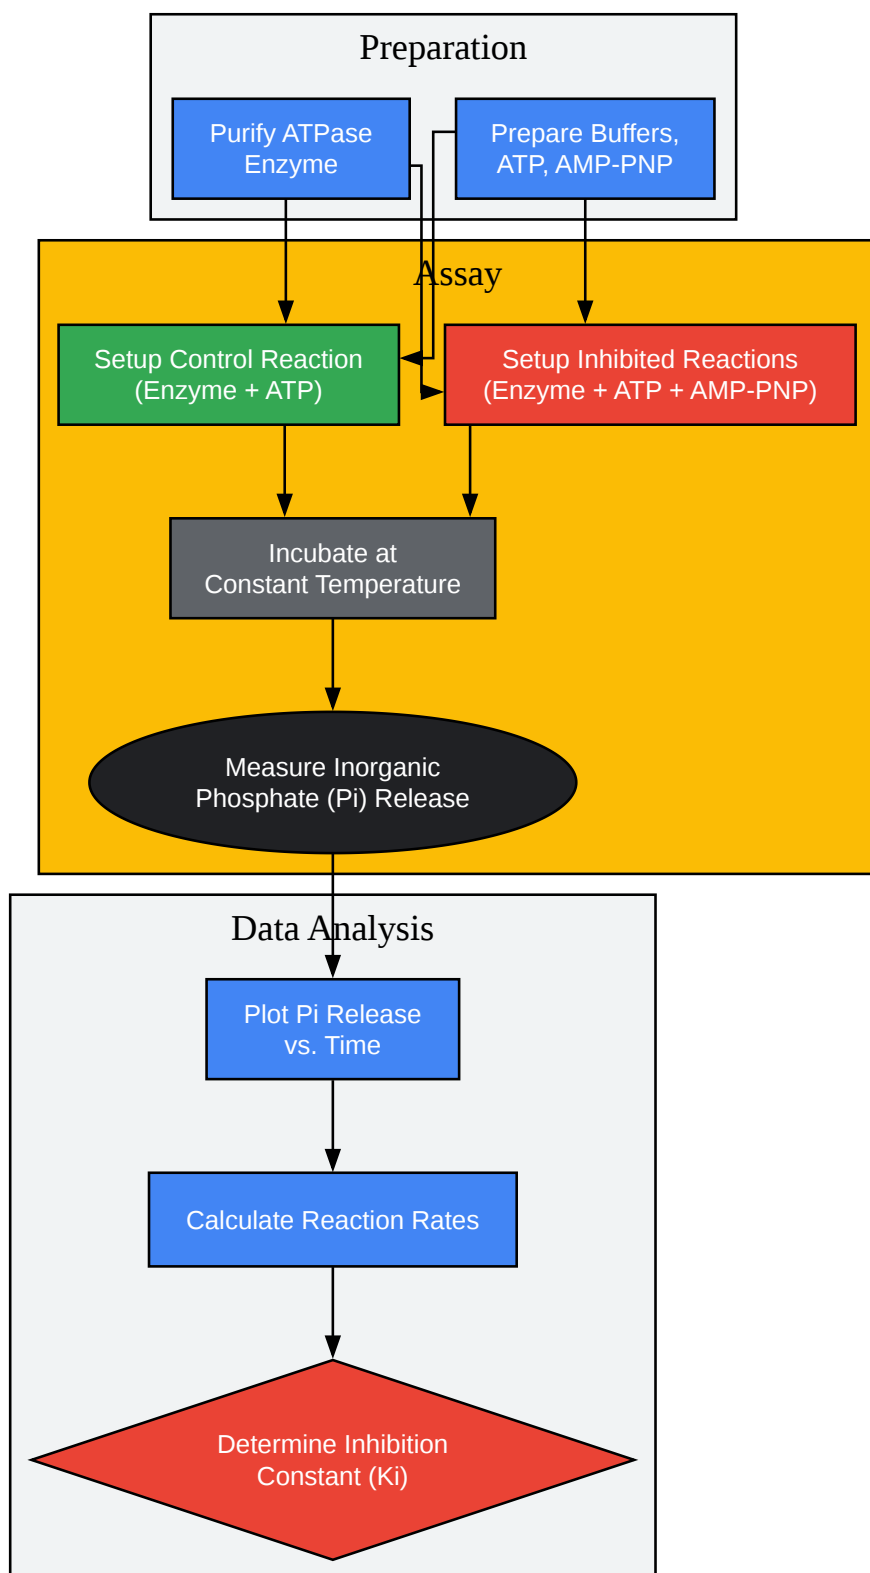 Preparation
Purify ATPase
Enzyme
Prepare Buffers,
ATP, AMP-PNP
Assay
Setup Control Reaction
(Enzyme + ATP)
Setup Inhibited Reactions
(Enzyme + ATP + AMP-PNP)
Incubate at
Constant Temperature
Measure Inorganic
Phosphate (Pi) Release
Data Analysis
Plot Pi Release
vs. Time
Calculate Reaction Rates
Determine Inhibition
Constant (Ki)